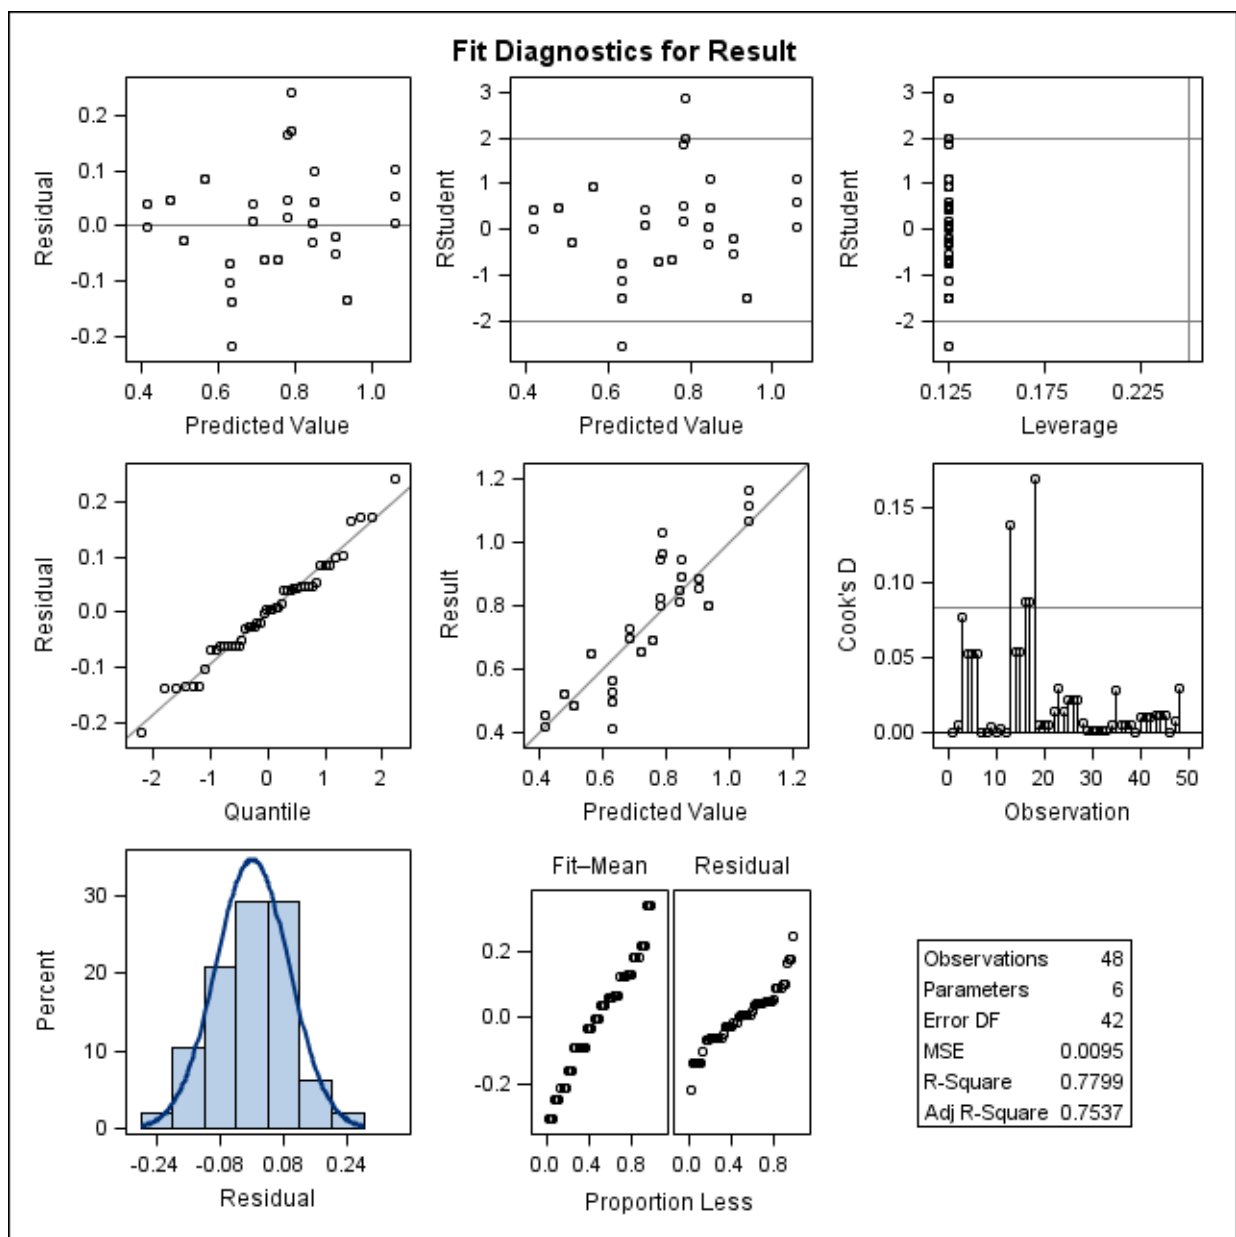 Fit Diagnostics for Result
Residual
0.2
0.1
0.0
-0.1
-0.2
0.4 0.6 0.8 1.0
Predicted Value
RStudent
3
2
1
0
-1
-2
0.4 0.6 0.8 1.0
Predicted Value
RStudent
3
2
1
0
-1
-2
0.125 0.175 0.225
Leverage
Residual
0.2
0.1
0.0
-0.1
-0.2
-2 -1 0 1 2
Quantile
Result
1.2
1.0
0.8
0.6
0.4
0.4 0.6 0.8 1.0 1.2
Predicted Value
Cook's D
0.15
0.10
0.05
0.00
0 10 20 30 40 50
Observation
Percent
30
20
10
0
-0.24 -0.08 0.08 0.24
Residual
Fit–Mean Residual
0.2
0.0
-0.2
0.0 0.4 0.8 0.0 0.4 0.8
Proportion Less
Observations 48
Parameters 6
Error DF 42
MSE 0.0095
R-Square 0.7799
Adj R-Square 0.7537